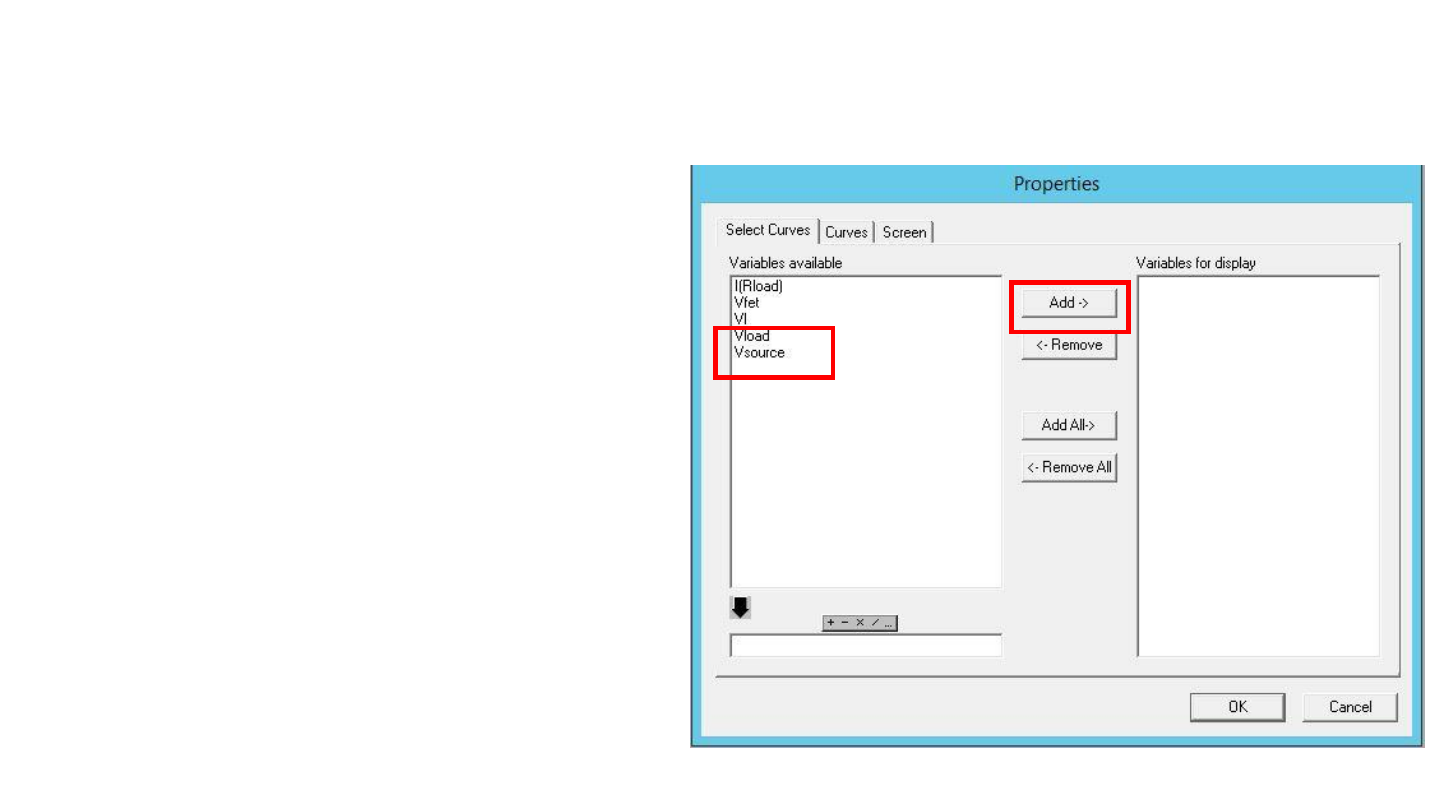 Properties
Select Curves Curves Screen
Variables available
Variables for display
I(Rload)
Vfet
VI
Vload
Vsource
Add ->
<- Remove
Add All->
<- Remove All
+ - × / ...
OK Cancel